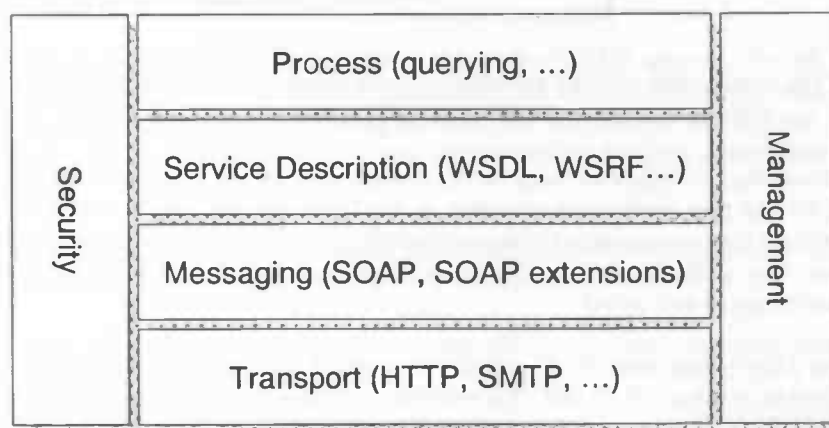 Process (querying, ...)
Security
Service Description (WSDL, WSRF...)
Management
Messaging (SOAP, SOAP extensions)
Transport (HTTP, SMTP, ...)